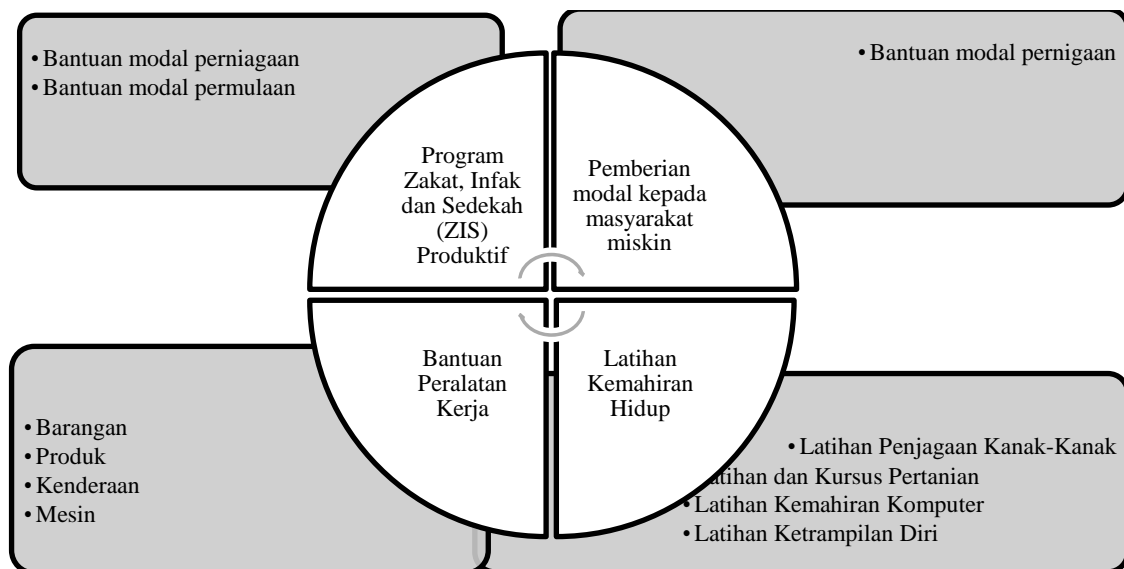 • Bantuan modal perniagaan
• Bantuan modal permulaan
• Bantuan modal pernigaan
Program
Zakat, Infak
dan Sedekah
(ZIS)
Produktif
Pemberian
modal kepada
masyarakat
miskin
Bantuan
Peralatan
Kerja
Latihan
Kemahiran
Hidup
• Barangan
• Produk
• Kenderaan
• Mesin
• Latihan Penjagaan Kanak-Kanak
Latihan dan Kursus Pertanian
• Latihan Kemahiran Komputer
• Latihan Ketrampilan Diri